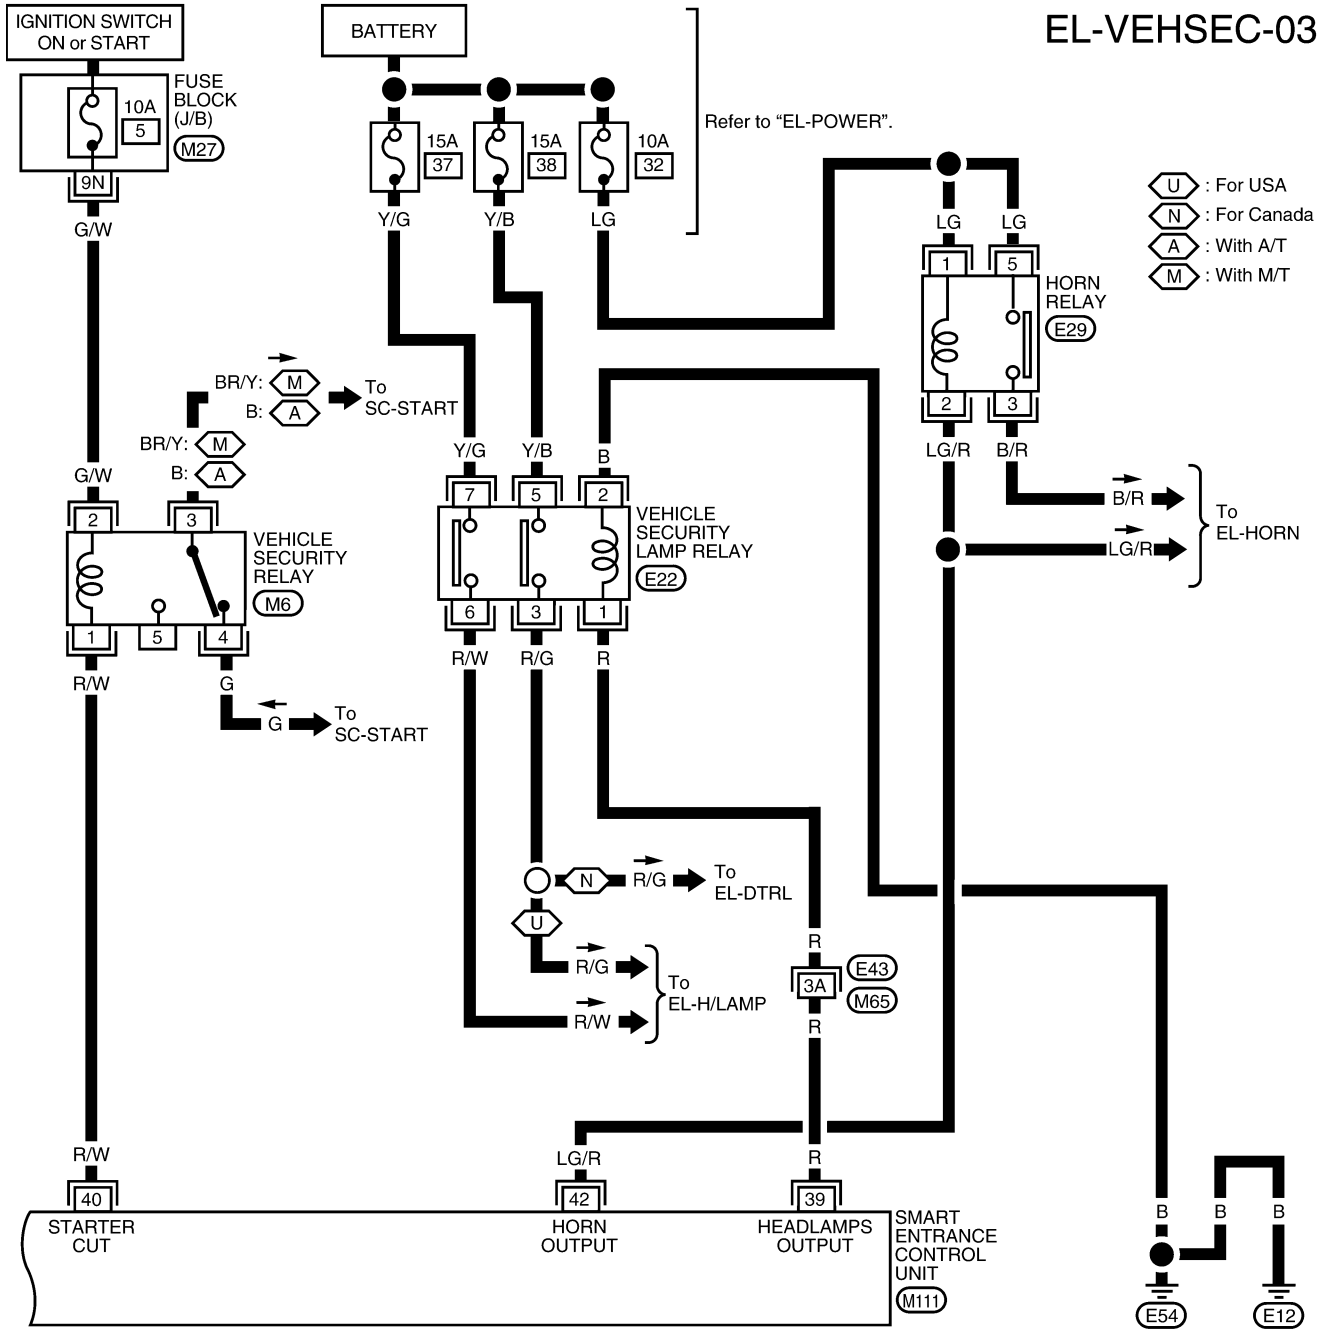 EL-VEHSEC-03
IGNITION SWITCH
ON or START
BATTERY
FUSE
BLOCK
(J/B)
M27
10A
5
9N
G/W
15A
37
15A
38
10A
32
Refer to “EL-POWER”.
Y/G
Y/B
LG
U : For USA
N : For Canada
A : With A/T
M : With M/T
LG
LG
1
5
HORN
RELAY
E29
2
3
LG/R
B/R
BR/Y: M
B: A
To
SC-START
BR/Y: M
B: A
G/W
Y/G
Y/B
B
B/R
LG/R
To
EL-HORN
2
3
VEHICLE
SECURITY
RELAY
M6
1
5
4
R/W
G
G
To
SC-START
7
5
2
VEHICLE
SECURITY
LAMP RELAY
E22
6
3
1
R/W
R/G
R
N
R/G
To
EL-DTRL
U
R/G
R/W
To
EL-H/LAMP
R
3A
E43
M65
R
R/W
LG/R
R
40
42
39
STARTER
CUT
HORN
OUTPUT
HEADLAMPS
OUTPUT
SMART
ENTRANCE
CONTROL
UNIT
M111
B
B
B
E54
E12